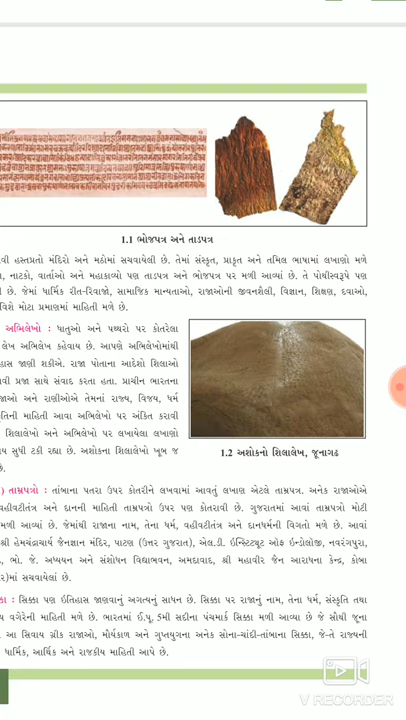 1.1 ભોજપત્ર અને તાડપત્ર
હસ્તપ્રતો મંદિરો અને મઠોમાં સચવાયેલી છે. તેમાં સંસ્કૃત, પ્રાકૃત અને તમિલ ભાષામાં લખાણો મળે
નાટકો, વાર્તાઓ અને મહાકાવ્યો પણ તાડપત્ર અને ભોજપત્ર પર મળી આવ્યાં છે. તે પોથીસ્વરૂપે પણ
છે. જેમાં ધાર્મિક રીત-રિવાજો, સામાજિક માન્યતાઓ, રાજાઓની જીવનશૈલી, વિજ્ઞાન, શિક્ષણ, દવાઓ,
વિશે મોટા પ્રમાણમાં માહિતી મળે છે.
અભિલેખો : ધાતુઓ અને પથ્થરો પર કોતરેલા
લેખ અભિલેખ કહેવાય છે. આપણે અભિલેખોમાંથી
જાણી શકીએ. રાજા પોતાના આદેશો શિલાઓ
પ્રજા સાથે સંવાદ કરતા હતા. પ્રાચીન ભારતના
અને રાણીઓએ તેમનાં રાજ્ય, વિજય, ધર્મ
માહિતી આવા અભિલેખો પર અંકિત કરાવી
શિલાલેખો અને અભિલેખો પર લખાયેલા લખાણો
સુધી ટકી રહ્યા છે. અશોકના શિલાલેખો ખૂબ જ
છે.
1.2 અશોકનો શિલાલેખ, જૂનાગઢ
) તામ્રપત્રો : તાંબાના પતરા ઉપર કોતરીને લખવામાં આવતું લખાણ એટલે તામ્રપત્ર. અનેક રાજાઓએ
વહીવટીતંત્ર અને દાનની માહિતી તામ્રપત્રો ઉપર પણ કોતરાવી છે. ગુજરાતમાં આવાં તામ્રપત્રો મોટી
મળી આવ્યાં છે. જેમાંથી રાજાના નામ, તેના ધર્મ, વહીવટીતંત્ર અને દાનધર્મની વિગતો મળે છે. આવાં
શ્રી હેમચંદ્રાચાર્ય જૈનજ્ઞાન મંદિર, પાટણ (ઉત્તર ગુજરાત), એલ.ડી. ઇન્સ્ટિટ્યૂટ ઓફ ઇન્ડોલોજી, નવરંગપુરા,
ભો. જે. અધ્યયન અને સંશોધન વિદ્યાભવન, અમદાવાદ, શ્રી મહાવીર જૈન આરાધના કેન્દ્ર, કોબા
)માં સચવાયેલાં છે.
: સિક્કા પણ ઇતિહાસ જાણવાનું અગત્યનું સાધન છે. સિક્કા પર રાજાનું નામ, તેના ધર્મ, સંસ્કૃતિ તથા
વગેરેની માહિતી મળે છે. ભારતમાં ઈ.પૂ. 5મી સદીના પંચમાર્ક સિક્કા મળી આવ્યા છે જે સૌથી જૂના
આ સિવાય ગ્રીક રાજાઓ, મૌર્યકાળ અને ગુપ્તયુગના અનેક સોના-ચાંદી-તાંબાના સિક્કા, જે-તે રાજ્યની
ધાર્મિક, આર્થિક અને રાજકીય માહિતી આપે છે.
V RECORDER